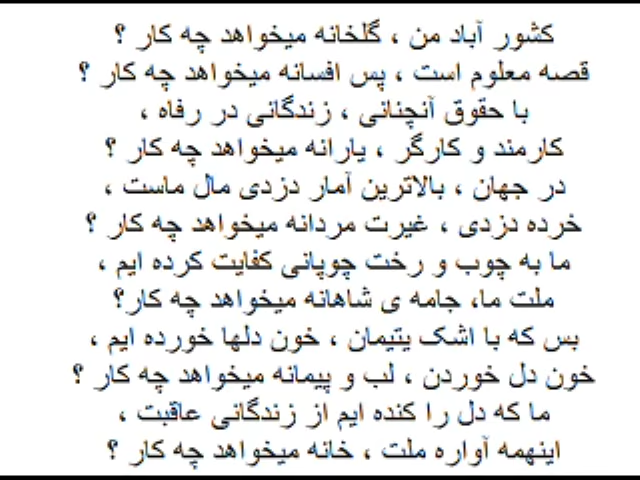 کشور آباد من ، گلخانه میخواهد چه کار ؟
قصه معلوم است ، پس افسانه میخواهد چه کار ؟
با حقوق آنچنانی ، زندگانی در رفاه ،
کارمند و کارگر ، یارانه میخواهد چه کار ؟
در جهان ، بالاترین آمار دزدی مال ماست ،
خرده دزدی ، غیرت مردانه میخواهد چه کار ؟
ما به چوب و رخت چوپانی کفایت کرده ایم ،
ملت ما، جامه ی شاهانه میخواهد چه کار؟
بس که با اشک یتیمان ، خون دلها خورده ایم ،
خون دل خوردن ، لب و پیمانه میخواهد چه کار ؟
ما که دل را کنده ایم از زندگانی عاقبت ،
اینهمه آواره ملت ، خانه میخواهد چه کار ؟